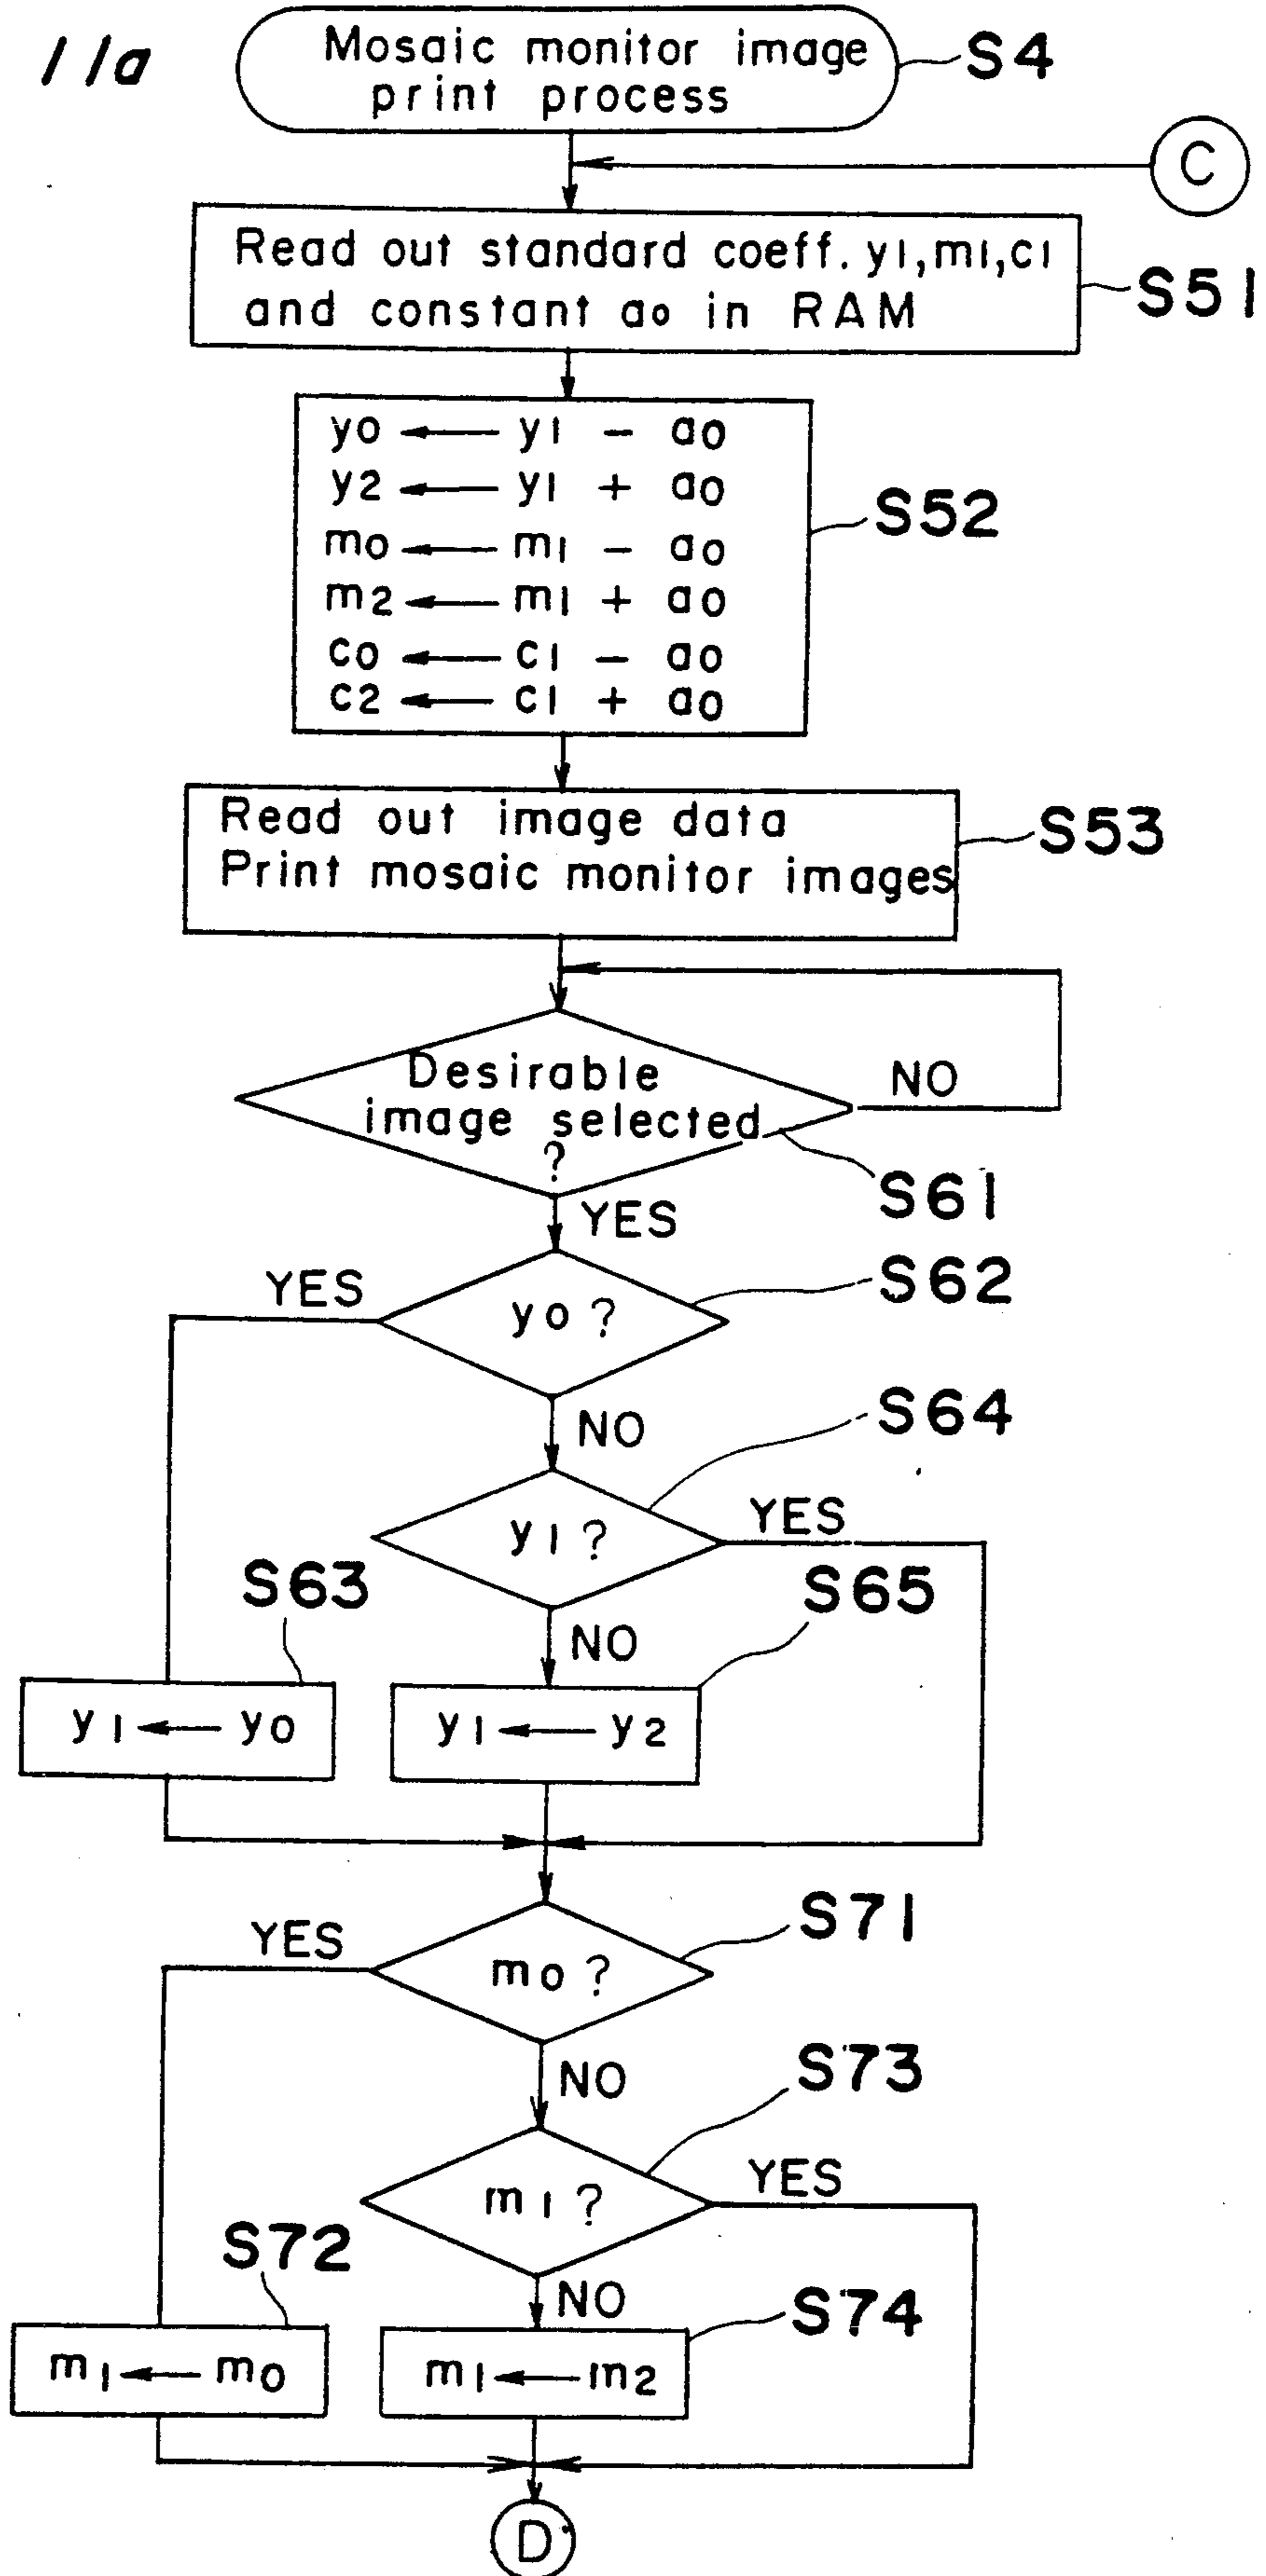 11a
Mosaic monitor image
print process
S4
C
Read out standard coeff. y1,m1,c1
and constant a0 in RAM
S51
y0 ← y1 - a0
y2 ← y1 + a0
m0 ← m1 - a0
m2 ← m1 + a0
c0 ← c1 - a0
c2 ← c1 + a0
S52
Read out image data
Print mosaic monitor images
S53
Desirable
image selected
?
NO
S61
YES
YES
y0 ?
S62
NO
S64
y1 ?
YES
S63
S65
NO
y1 ← y0
y1 ← y2
S71
YES
m0 ?
NO
S73
m1 ?
YES
S72
NO
S74
m1 ← m0
m1 ← m2
D